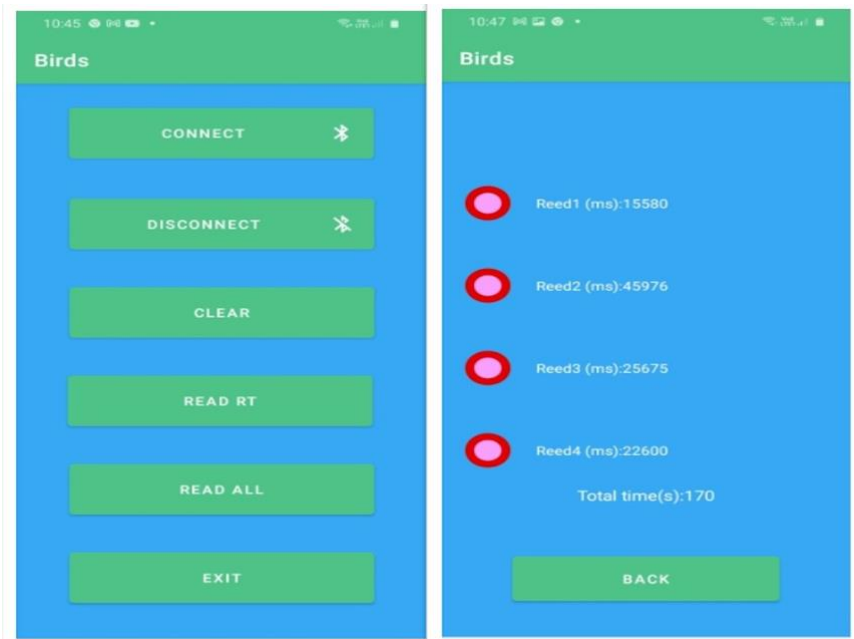 10:45
Birds
CONNECT
DISCONNECT
CLEAR
READ RT
READ ALL
EXIT
10:47
Birds
Reed1 (ms):15580
Reed2 (ms):45976
Reed3 (ms):25675
Reed4 (ms):22600
Total time(s):170
BACK